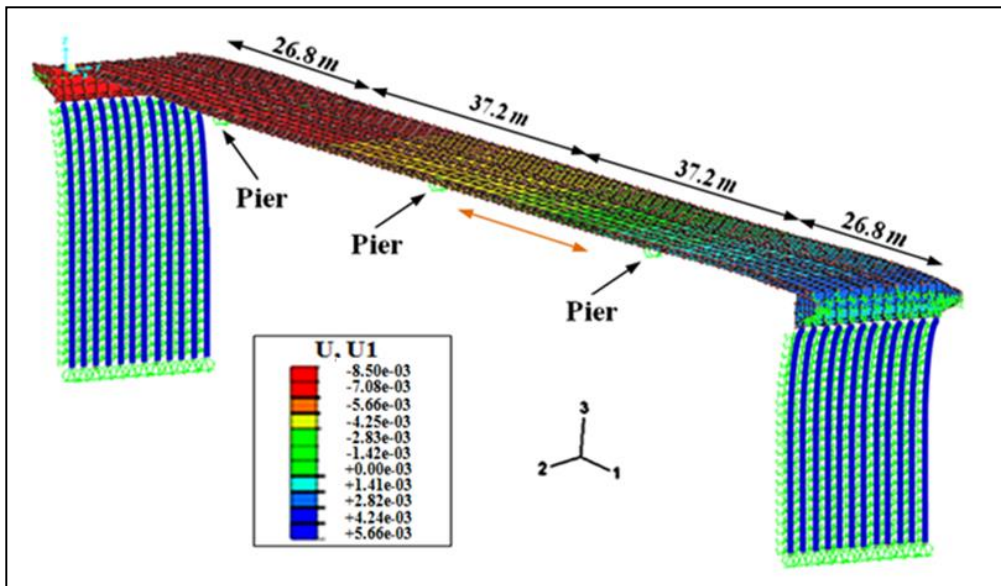 26.8 m
37.2 m
37.2 m
26.8 m
Pier
Pier
Pier
U, U1
-8.50e-03
-7.08e-03
-5.66e-03
-4.25e-03
-2.83e-03
-1.42e-03
+0.00e-03
+1.41e-03
+2.82e-03
+4.24e-03
+5.66e-03
3
2
1